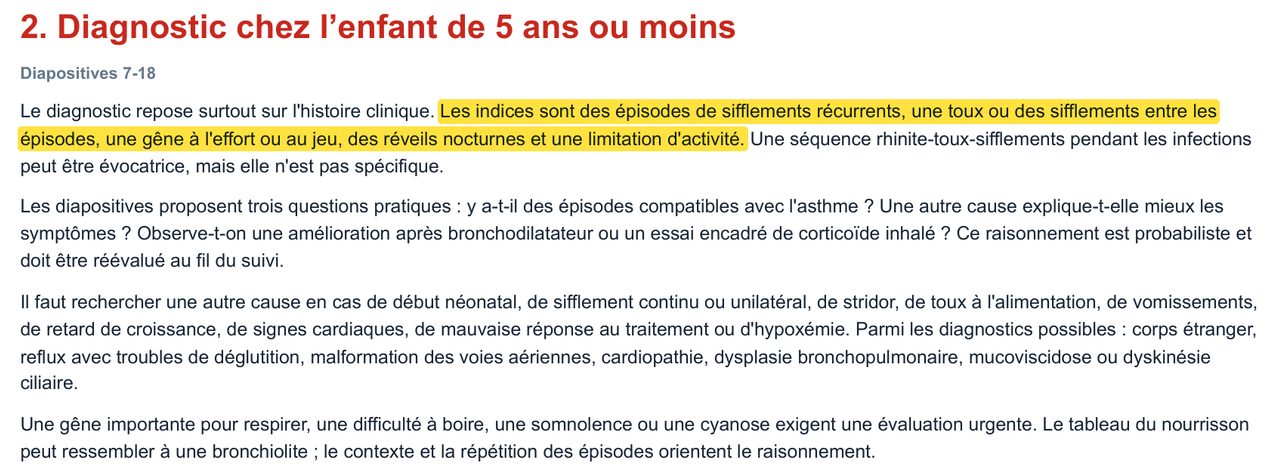 2. Diagnostic chez l’enfant de 5 ans ou moins
Diapositives 7-18
Le diagnostic repose surtout sur l'histoire clinique. Les indices sont des épisodes de sifflements récurrents, une toux ou des sifflements entre les
épisodes, une gêne à l'effort ou au jeu, des réveils nocturnes et une limitation d'activité. Une séquence rhinite-toux-sifflements pendant les infections
peut être évocatrice, mais elle n'est pas spécifique.
Les diapositives proposent trois questions pratiques : y a-t-il des épisodes compatibles avec l'asthme ? Une autre cause explique-t-elle mieux les
symptômes ? Observe-t-on une amélioration après bronchodilatateur ou un essai encadré de corticoïde inhalé ? Ce raisonnement est probabiliste et
doit être réévalué au fil du suivi.
Il faut rechercher une autre cause en cas de début néonatal, de sifflement continu ou unilatéral, de stridor, de toux à l'alimentation, de vomissements,
de retard de croissance, de signes cardiaques, de mauvaise réponse au traitement ou d'hypoxémie. Parmi les diagnostics possibles : corps étranger,
reflux avec troubles de déglutition, malformation des voies aériennes, cardiopathie, dysplasie bronchopulmonaire, mucoviscidose ou dyskinésie
ciliaire.
Une gêne importante pour respirer, une difficulté à boire, une somnolence ou une cyanose exigent une évaluation urgente. Le tableau du nourrisson
peut ressembler à une bronchiolite ; le contexte et la répétition des épisodes orientent le raisonnement.